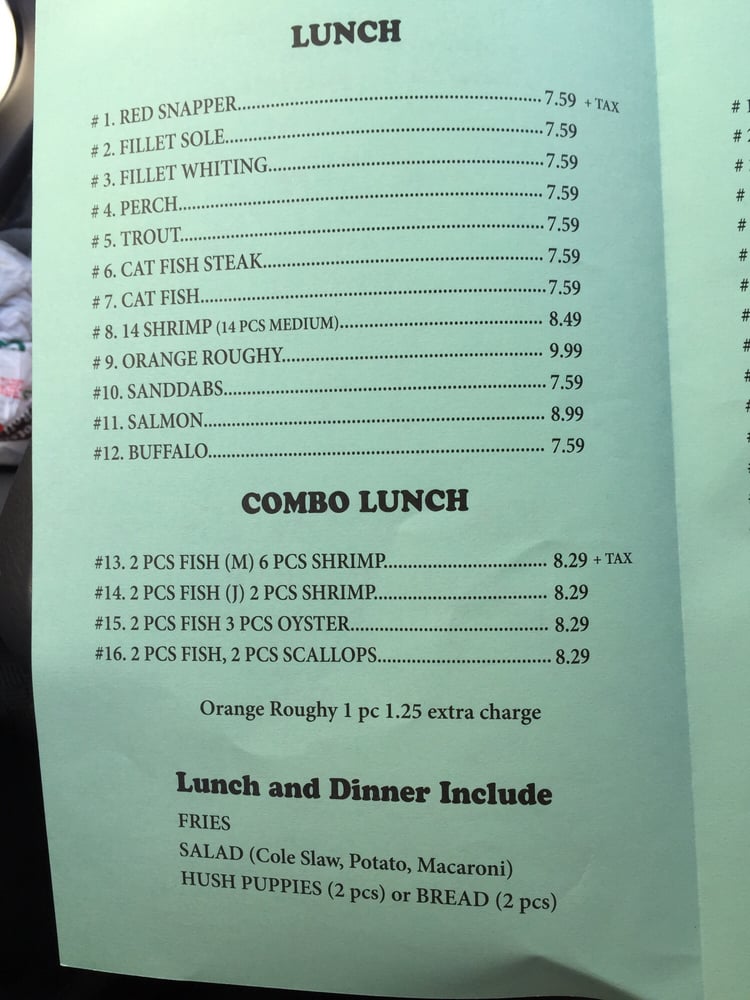 LUNCH
# 1. RED SNAPPER........................................................ 7.59 + TAX
# 2. FILLET SOLE........................................................ 7.59
# 3. FILLET WHITING........................................................ 7.59
# 4. PERCH........................................................ 7.59
# 5. TROUT........................................................ 7.59
# 6. CAT FISH STEAK........................................................ 7.59
# 7. CAT FISH........................................................ 7.59
# 8. 14 SHRIMP (14 PCS MEDIUM)........................................ 8.49
# 9. ORANGE ROUGHY........................................................ 9.99
#10. SANDDABS........................................................ 7.59
#11. SALMON........................................................ 8.99
#12. BUFFALO........................................................ 7.59
COMBO LUNCH
#13. 2 PCS FISH (M) 6 PCS SHRIMP................................ 8.29 + TAX
#14. 2 PCS FISH (J) 2 PCS SHRIMP................................ 8.29
#15. 2 PCS FISH 3 PCS OYSTER........................................ 8.29
#16. 2 PCS FISH, 2 PCS SCALLOPS................................ 8.29
Orange Roughy 1 pc 1.25 extra charge
Lunch and Dinner Include
FRIES
SALAD (Cole Slaw, Potato, Macaroni)
HUSH PUPPIES (2 pcs) or BREAD (2 pcs)